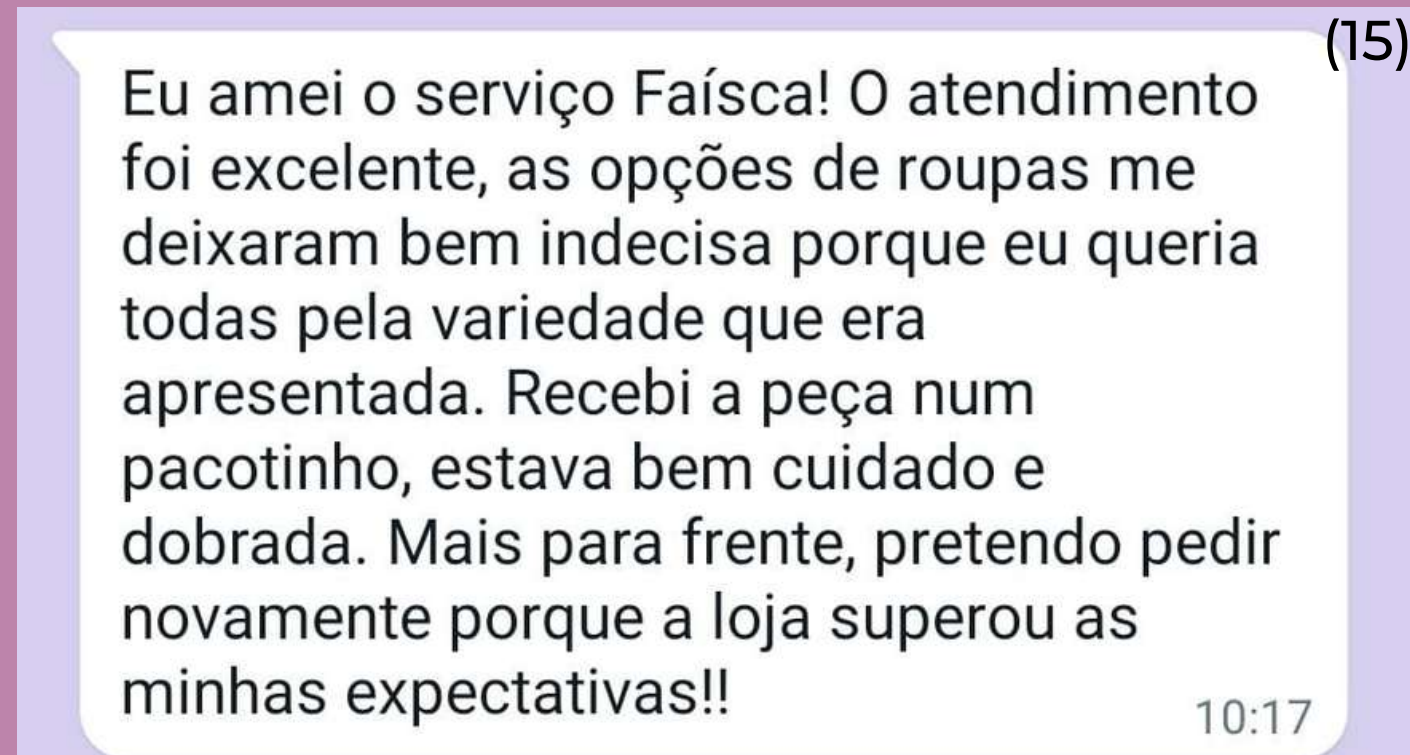 (15)
Eu amei o serviço Faísca! O atendimento
foi excelente, as opções de roupas me
deixaram bem indecisa porque eu queria
todas pela variedade que era
apresentada. Recebi a peça num
pacotinho, estava bem cuidado e
dobrada. Mais para frente, pretendo pedir
novamente porque a loja superou as
minhas expectativas!!
10:17